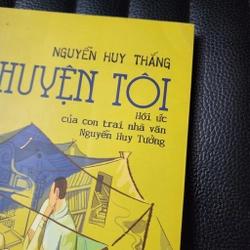 NGUYỄN HUY THẮNG
HUYỆN TÔI
Hồi ức
của con trai nhà văn
Nguyễn Huy Tưởng